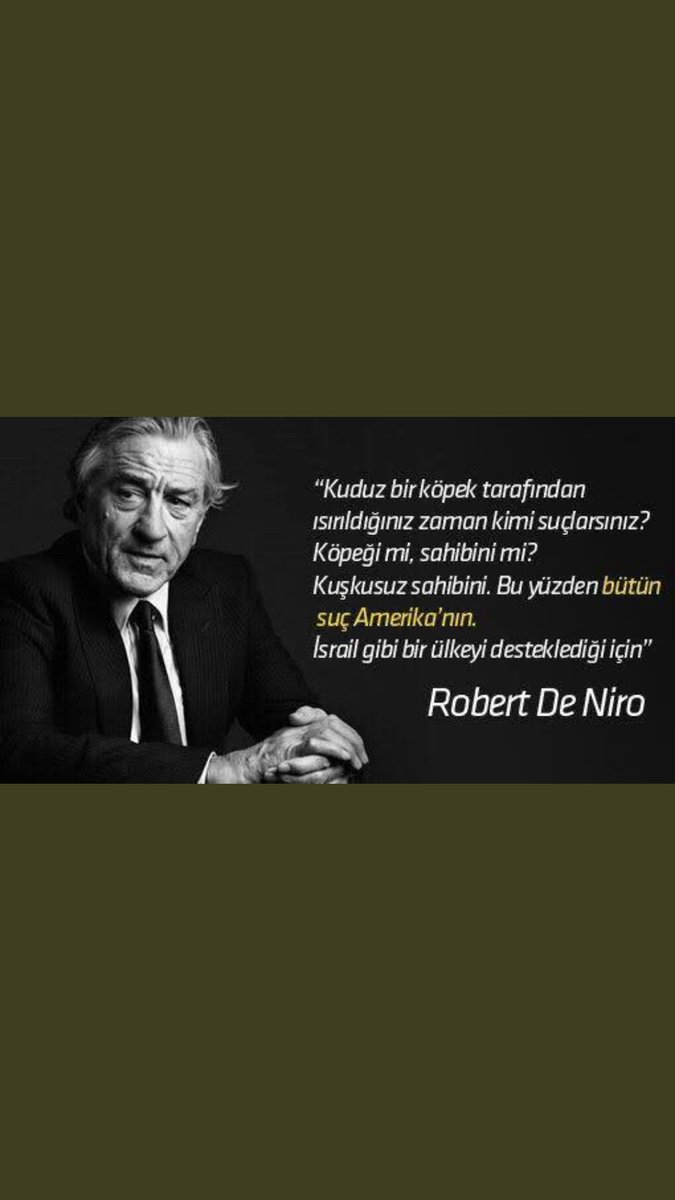 “Kuduz bir köpek tarafından
ısırıldığınız zaman kimi suçlarsınız?
Köpeği mi, sahibini mi?
Kuşkusuz sahibini. Bu yüzden bütün
suç Amerika'nın.
İsrail gibi bir ülkeyi desteklediği için”
Robert De Niro